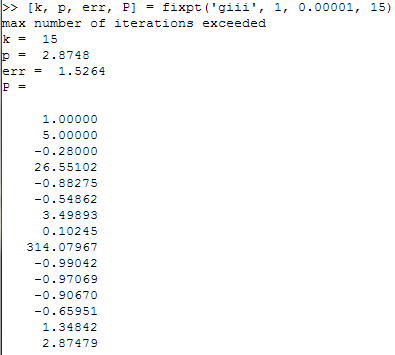 >> [k, p, err, P] = fixpt('giii', 1, 0.00001, 15)
max number of iterations exceeded
k = 15
p = 2.8748
err = 1.5264
P =
1.00000
5.00000
-0.28000
26.55102
-0.88275
-0.54862
3.49893
0.10245
314.07967
-0.99042
-0.97069
-0.90670
-0.65951
1.34842
2.87479